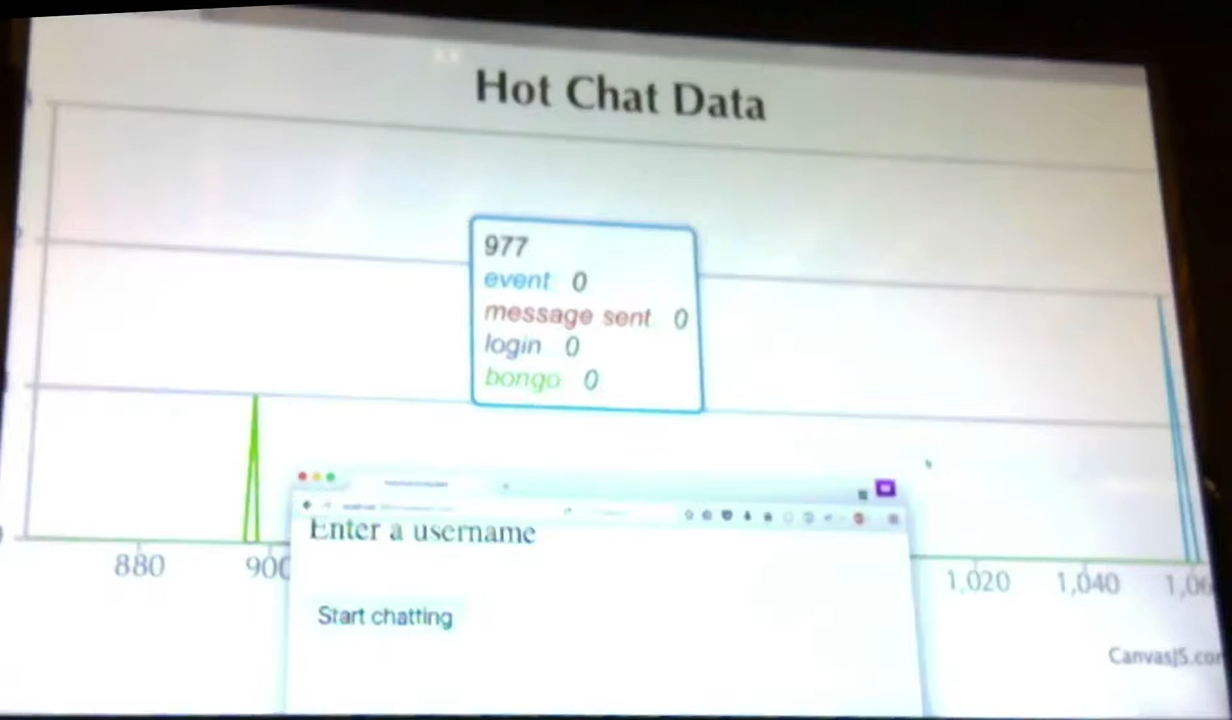 Hot Chat Data
977
event 0
message sent 0
login 0
bongo 0
Enter a username
Start chatting
880
900
1,020
1,040
CanvasJS.com